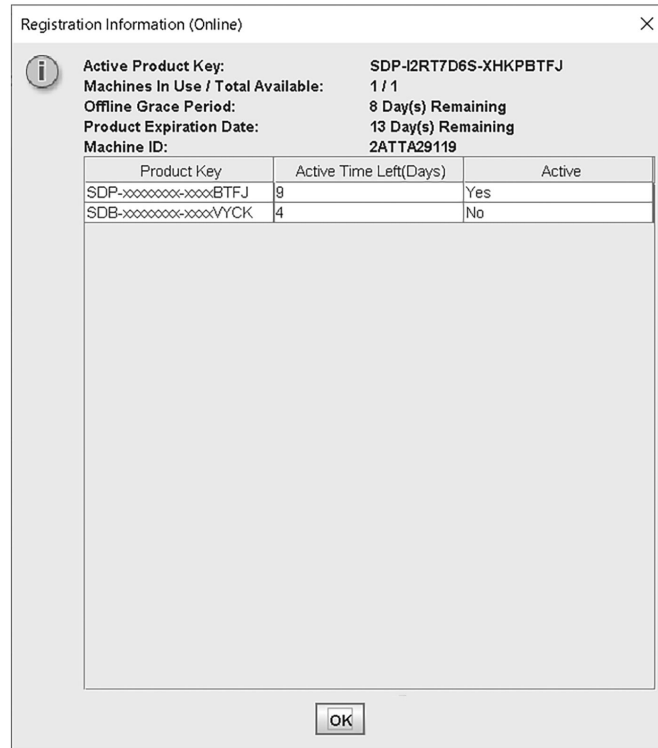 Registration Information (Online)
Active Product Key: SDP-I2RT7D6S-XHKPBTFJ
Machines In Use / Total Available: 1 / 1
Offline Grace Period: 8 Day(s) Remaining
Product Expiration Date: 13 Day(s) Remaining
Machine ID: 2ATTA29119
Product Key Active Time Left(Days) Active
SDP-xxxxxxxx-xxxxBTFJ 9 Yes
SDB-xxxxxxxx-xxxxVYCK 4 No
OK